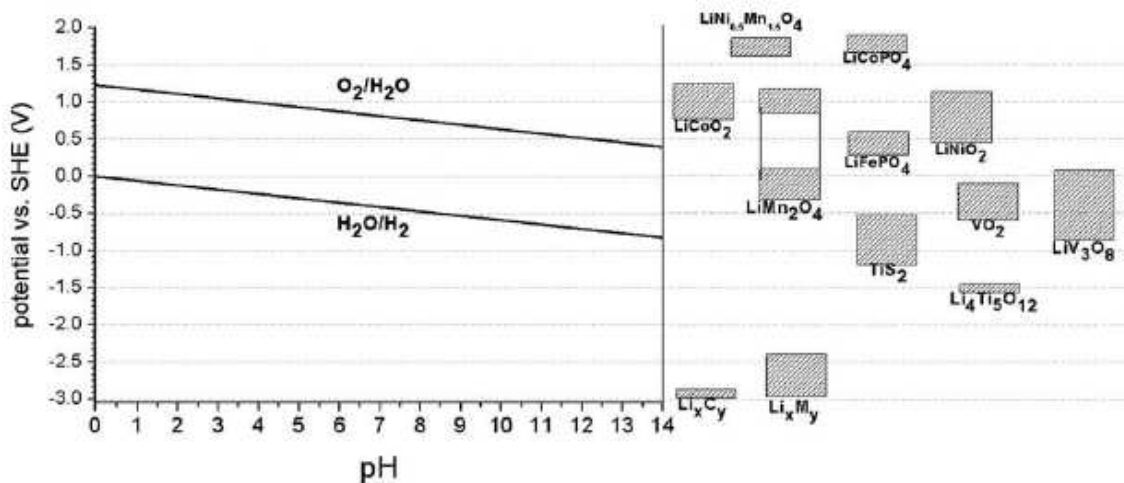 potential vs. SHE (V)
2.0
1.5
1.0
0.5
0.0
-0.5
-1.0
-1.5
-2.0
-2.5
-3.0
O₂/H₂O
H₂O/H₂
0 1 2 3 4 5 6 7 8 9 10 11 12 13 14
pH
LiNi₀.₅Mn₁.₅O₄
LiCoPO₄
LiCoO₂
LiMn₂O₄
LiFePO₄
LiNiO₂
TiS₂
VO₂
LiV₃O₈
Li₄Ti₅O₁₂
LiₓC_y
LiₓM_y